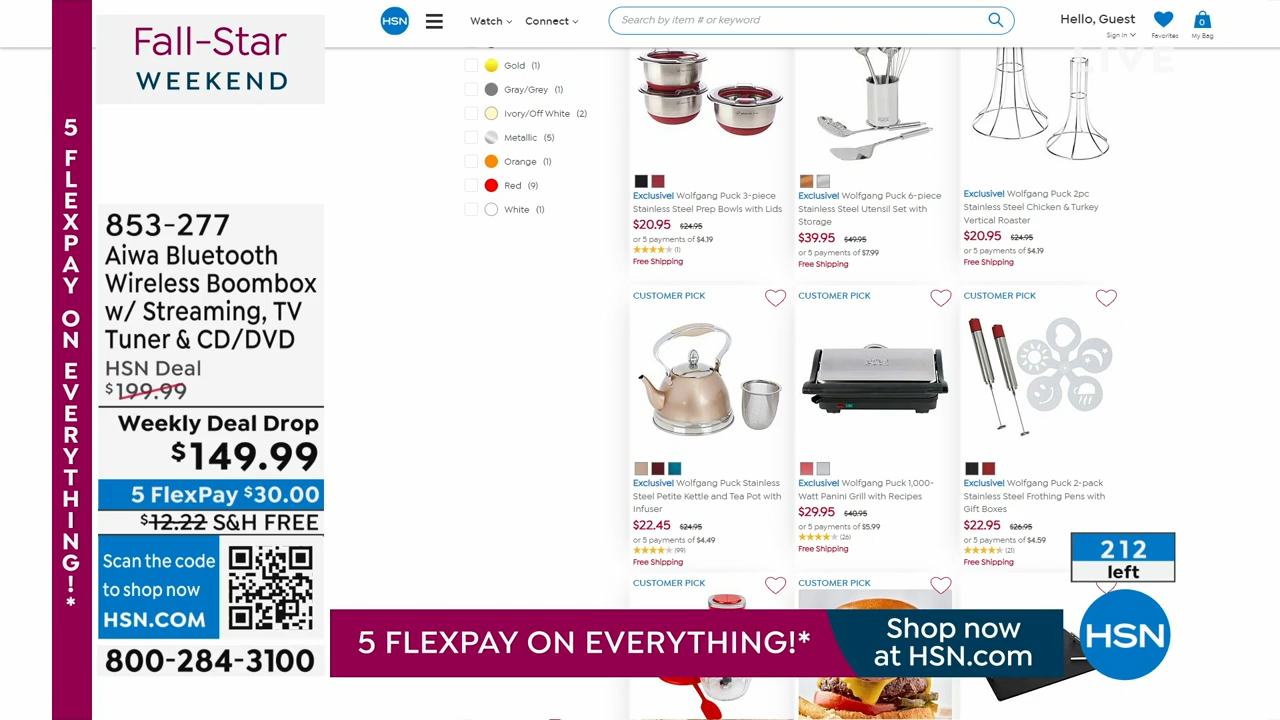 5 FLEXPAY ON EVERYTHING!*
Fall-Star
WEEKEND
853-277
Aiwa Bluetooth
Wireless Boombox
w/ Streaming, TV
Tuner & CD/DVD
HSN Deal
$199.99
Weekly Deal Drop
$149.99
5 FlexPay $30.00
$12.22 S&H FREE
Scan the code
to shop now
HSN.COM
800-284-3100
HSN
Watch
Connect
Search by item # or keyword
Hello, Guest
Sign In
Favorites
0
My Bag
LIVE
Gold (1)
Gray/Grey (1)
Ivory/Off White (2)
Metallic (5)
Orange (1)
Red (9)
White (1)
Exclusive! Wolfgang Puck 3-piece
Stainless Steel Prep Bowls with Lids
$20.95 $24.95
or 5 payments of $4.19
(1)
Free Shipping
Exclusive! Wolfgang Puck 6-piece
Stainless Steel Utensil Set with
Storage
$39.95 $49.95
or 5 payments of $7.99
Free Shipping
Exclusive! Wolfgang Puck 2pc
Stainless Steel Chicken & Turkey
Vertical Roaster
$20.95 $24.95
or 5 payments of $4.19
Free Shipping
CUSTOMER PICK
Exclusive! Wolfgang Puck Stainless
Steel Petite Kettle and Tea Pot with
Infuser
$22.45 $24.95
or 5 payments of $4.49
(99)
Free Shipping
CUSTOMER PICK
Exclusive! Wolfgang Puck 1,000-
Watt Panini Grill with Recipes
$29.95 $40.95
or 5 payments of $5.99
(26)
Free Shipping
CUSTOMER PICK
Exclusive! Wolfgang Puck 2-pack
Stainless Steel Frothing Pens with
Gift Boxes
$22.95 $26.95
or 5 payments of $4.59
(21)
Free Shipping
CUSTOMER PICK
CUSTOMER PICK
212
left
5 FLEXPAY ON EVERYTHING!*
Shop now
at HSN.com
HSN